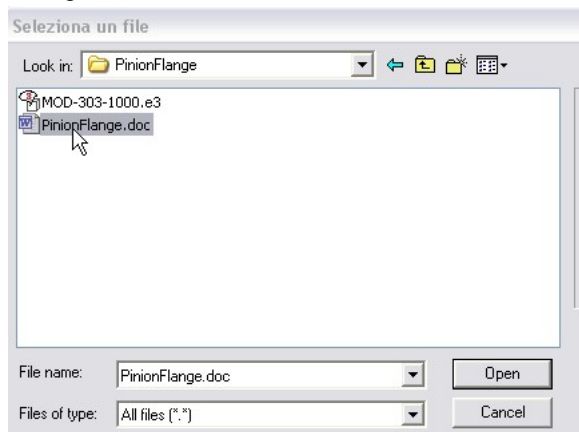 Seleziona un file
Look in: PinionFlange
MOD-303-1000.e3
PinionFlange.doc
File name: PinionFlange.doc Open
Files of type: All files (*.*) Cancel